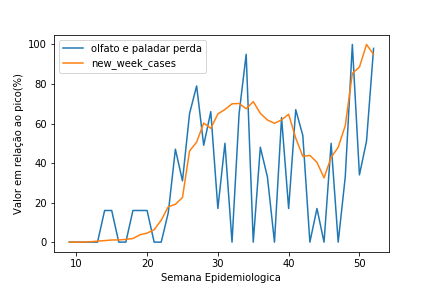 olfato e paladar perda
new_week_cases
Valor em relação ao pico(%)
100
80
60
40
20
0
10
20
30
40
50
Semana Epidemiologica